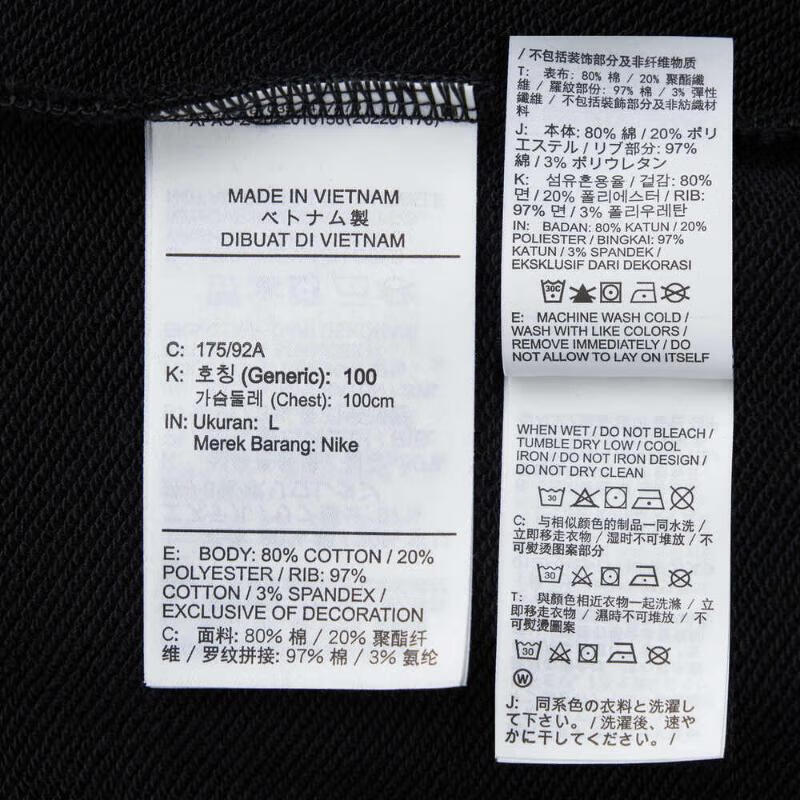 MADE IN VIETNAM
ベトナム製
DIBUAT DI VIETNAM
C: 175/92A
K: 호칭 (Generic): 100
가슴둘레 (Chest): 100cm
IN: Ukuran: L
Merek Barang: Nike
E: BODY: 80% COTTON / 20%
POLYESTER / RIB: 97%
COTTON / 3% SPANDEX /
EXCLUSIVE OF DECORATION
C: 面料: 80% 棉 / 20% 聚酯纤
维 / 罗纹拼接: 97% 棉 / 3% 氨纶
/ 不包括装饰部分及非纤维物质
T: 表布: 80% 棉 / 20% 聚酯纖
維 / 羅紋部份: 97% 棉 / 3% 彈性
纖維 / 不包括裝飾部分及非紡織材
料
J: 本体: 80% 綿 / 20% ポリ
エステル / リブ部分: 97%
綿 / 3% ポリウレタン
K: 섬유혼용율 / 겉감: 80%
면 / 20% 폴리에스터 / RIB:
97% 면 / 3% 폴리우레탄
IN: BADAN: 80% KATUN / 20%
POLIESTER / BINGKAI: 97%
KATUN / 3% SPANDEK /
EKSKLUSIF DARI DEKORASI
30C
E: MACHINE WASH COLD /
WASH WITH LIKE COLORS /
REMOVE IMMEDIATELY / DO
NOT ALLOW TO LAY ON ITSELF
WHEN WET / DO NOT BLEACH /
TUMBLE DRY LOW / COOL
IRON / DO NOT IRON DESIGN /
DO NOT DRY CLEAN
30
C: 与相似颜色的制品一同水洗 /
立即移走衣物 / 湿时不可堆放 / 不
可熨烫图案部分
30
T: 與顏色相近衣物一起洗滌 / 立
即移走衣物 / 濕時不可堆放 / 不
可熨燙圖案
30
W
J: 同系色の衣料と洗濯し
て下さい。/ 洗濯後、速や
かに干してください。/